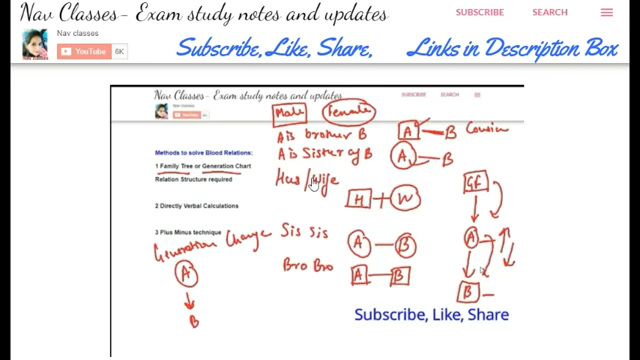 Nav Classes- Exam study notes and updates
SUBSCRIBE
SEARCH
Nav classes
YouTube 6K
Subscribe, Like, Share,
Links in Description Box
Nav Classes- Exam study notes and updates
SUBSCRIBE
SEARCH
Male
Female
A is brother B
A B Cousin
Methods to solve Blood Relations:
A is Sister of B
A B
1 Family Tree or Generation Chart
Relation Structure required
Hus/Wife
GF
H + W
2 Directly Verbal Calculations
3 Plus Minus technique
Generation Change
Sis Sis
A B
A
A
Bro Bro
A B
B
B
Subscribe, Like, Share